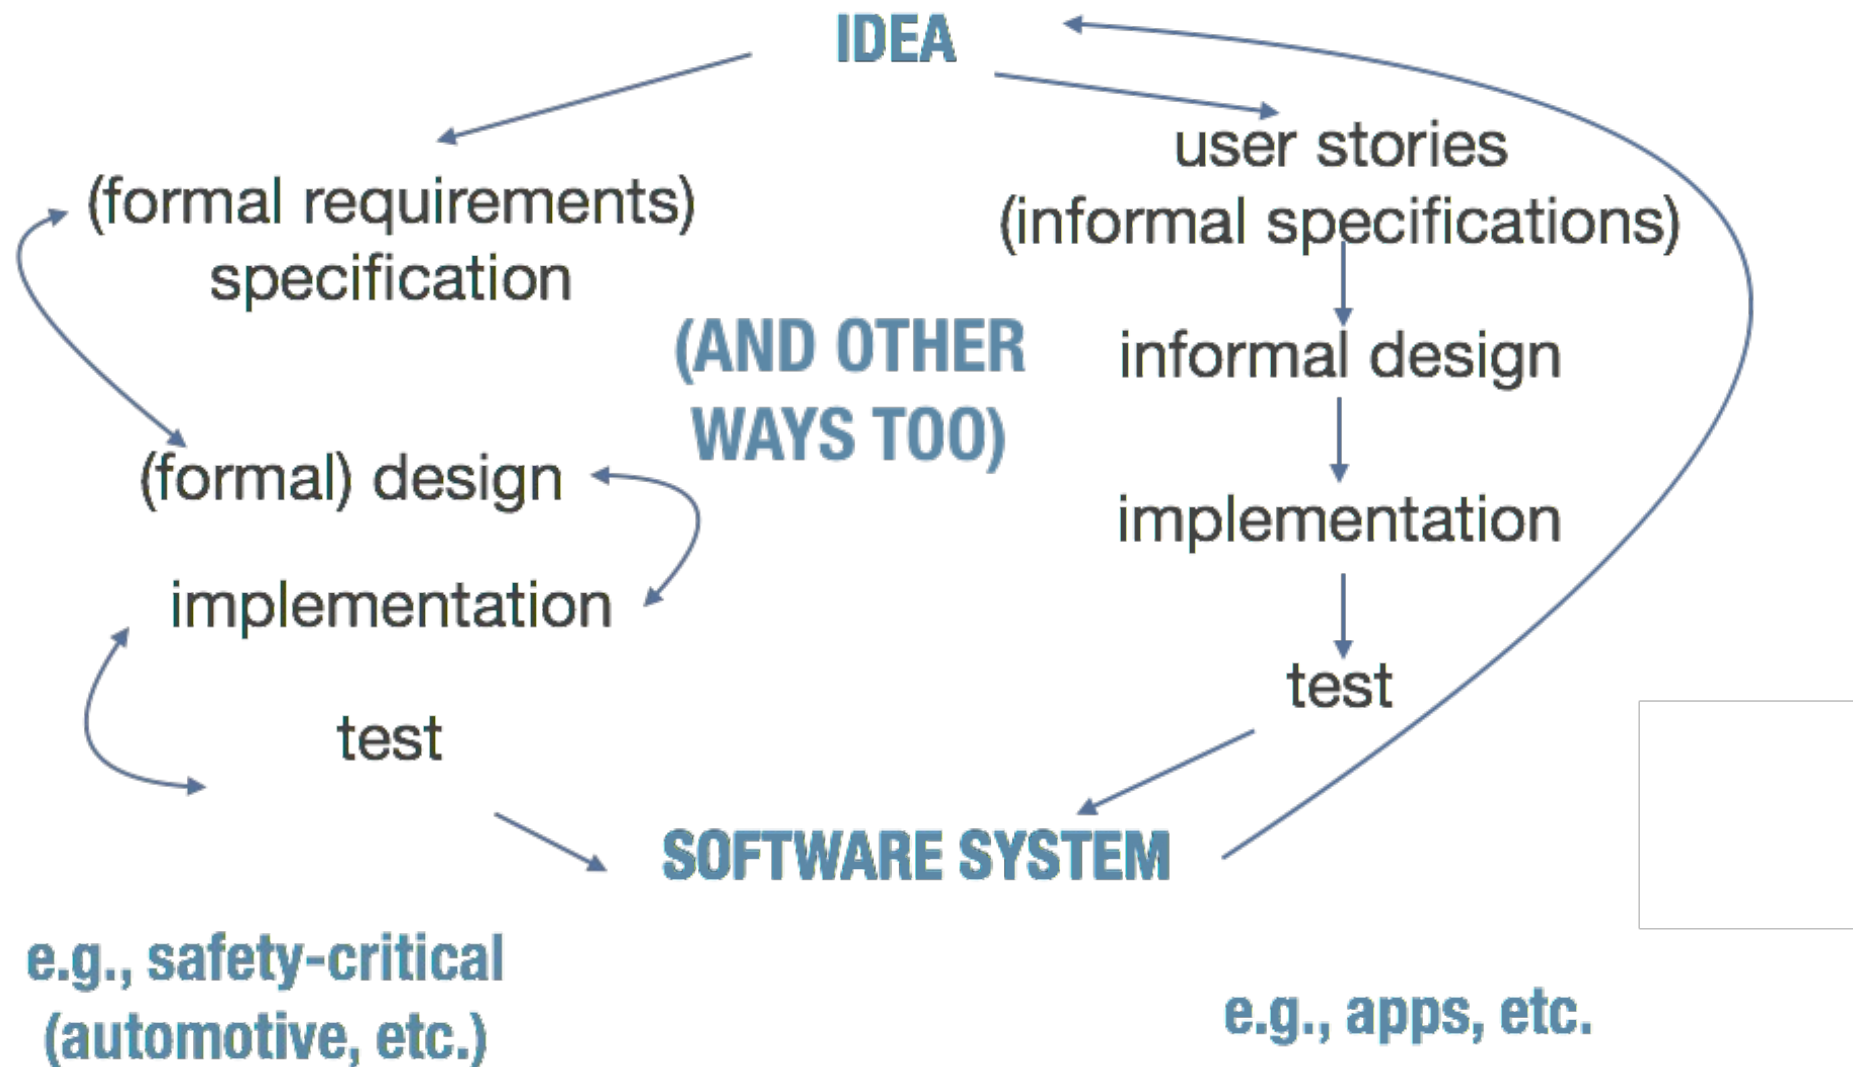 IDEA
(formal requirements)
specification
(formal) design
implementation
test
(AND OTHER
WAYS TOO)
user stories
(informal specifications)
informal design
implementation
test
SOFTWARE SYSTEM
e.g., safety-critical
(automotive, etc.)
e.g., apps, etc.